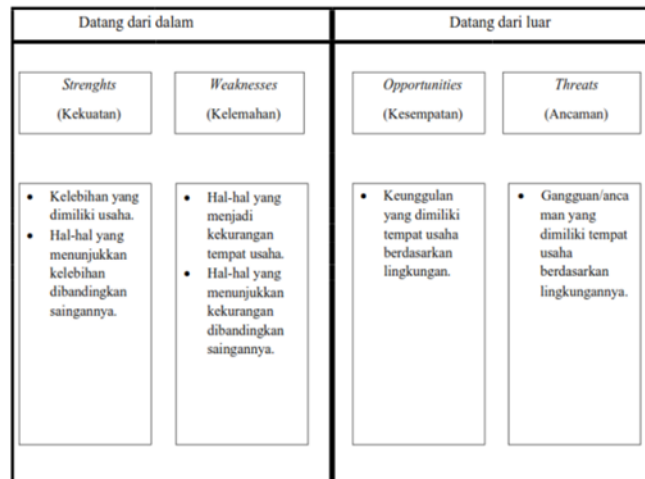 Datang dari dalam
Datang dari luar
Strenghts
(Kekuatan)
Weaknesses
(Kelemahan)
Opportunities
(Kesempatan)
Threats
(Ancaman)
• Kelebihan yang
dimiliki usaha.
• Hal-hal yang
menunjukkan
kelebihan
dibandingkan
saingannya.
• Hal-hal yang
menjadi
kekurangan
tempat usaha.
• Hal-hal yang
menunjukkan
kekurangan
dibandingkan
saingannya.
• Keunggulan
yang dimiliki
tempat usaha
berdasarkan
lingkungan.
• Gangguan/anca
man yang
dimiliki tempat
usaha
berdasarkan
lingkungannya.